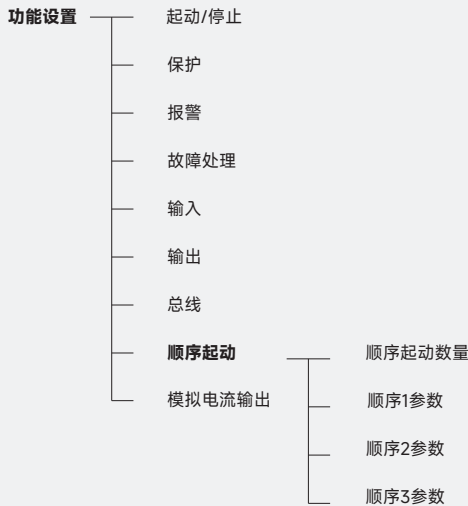 功能设置
起动/停止
保护
报警
故障处理
输入
输出
总线
顺序起动
顺序起动数量
模拟电流输出
顺序1参数
顺序2参数
顺序3参数